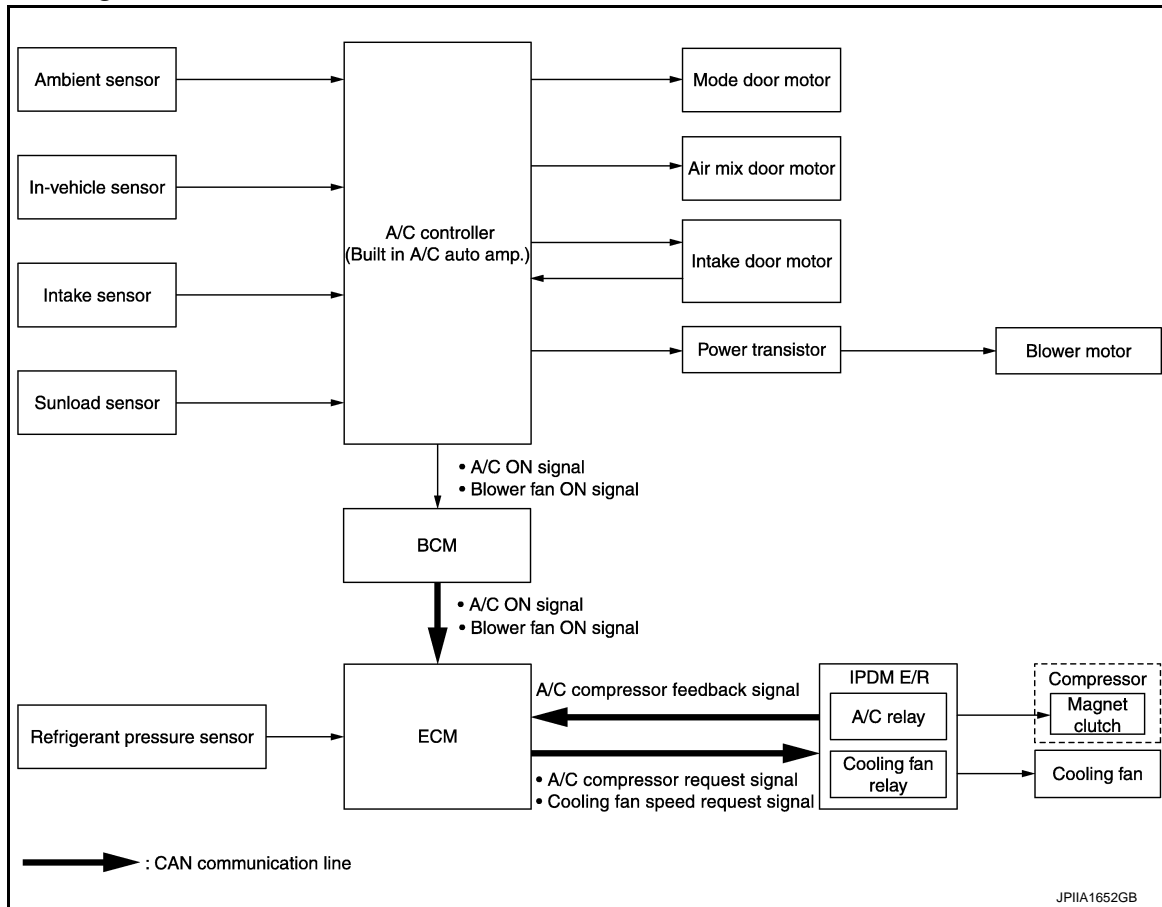 Ambient sensor
In-vehicle sensor
Intake sensor
Sunload sensor
A/C controller
(Built in A/C auto amp.)
Mode door motor
Air mix door motor
Intake door motor
Power transistor
Blower motor
• A/C ON signal
• Blower fan ON signal
BCM
• A/C ON signal
• Blower fan ON signal
Refrigerant pressure sensor
ECM
A/C compressor feedback signal
• A/C compressor request signal
• Cooling fan speed request signal
IPDM E/R
A/C relay
Cooling fan
relay
Compressor
Magnet
clutch
Cooling fan
: CAN communication line
JPIIA1652GB